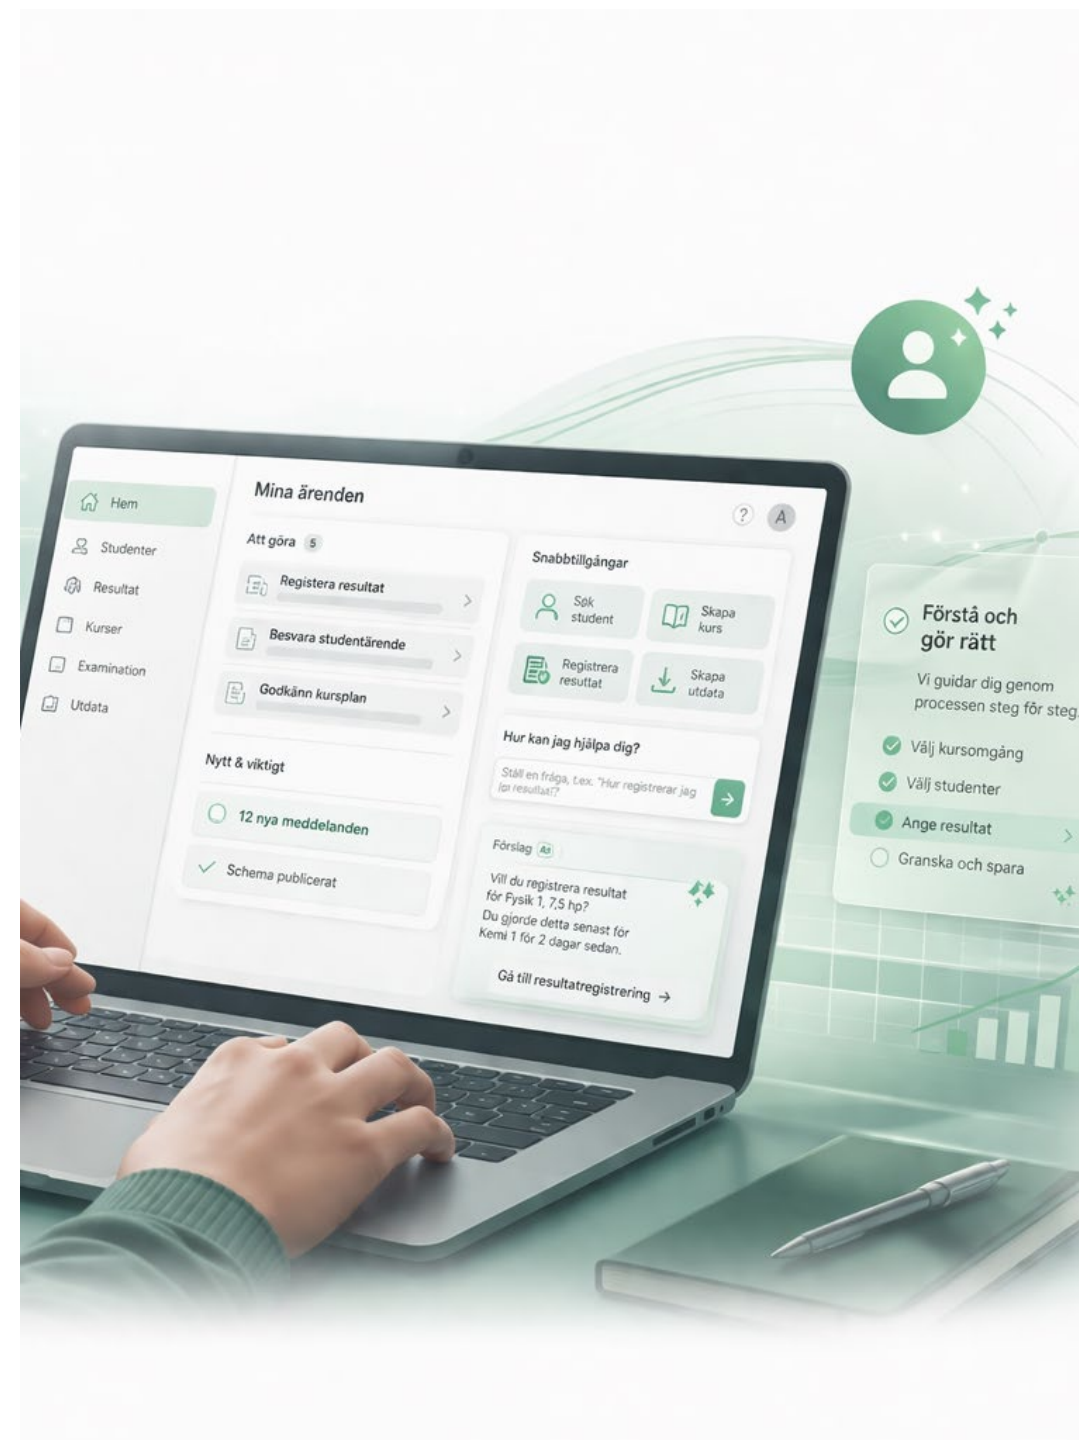 Hem
Studenter
Resultat
Kurser
Examination
Utdata
Mina ärenden
? A
Att göra 5
Registera resultat
Besvara studentärende
Godkänn kursplan
Nytt & viktigt
12 nya meddelanden
Schema publicerat
Snabbtillgångar
Søk
student
Skapa
kurs
Registrera
resuttat
Skapa
utdata
Hur kan jag hjälpa dig?
Ställ en fråga, t.ex. "Hur registrerar jag
resultat?
Förslag
Vill du registrera resultat
för Fysik 1, 7,5 hp?
Du gjorde detta senast for
Kemi 1 för 2 dagar sedan.
Gå till resultatregistrering →
Förstå och
gör rätt
Vi guidar dig genom
processen steg för steg.
Välj kursomgång
Välj studenter
Ange resultat
Granska och spara